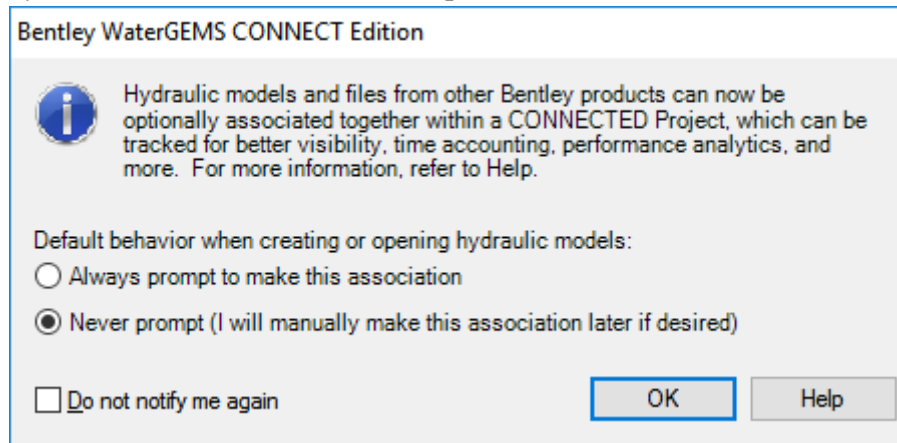 Bentley WaterGEMS CONNECT Edition
Hydraulic models and files from other Bentley products can now be
optionally associated together within a CONNECTED Project, which can be
tracked for better visibility, time accounting, performance analytics, and
more.  For more information, refer to Help.
Default behavior when creating or opening hydraulic models:
Always prompt to make this association
Never prompt (I will manually make this association later if desired)
Do not notify me again
OK
Help